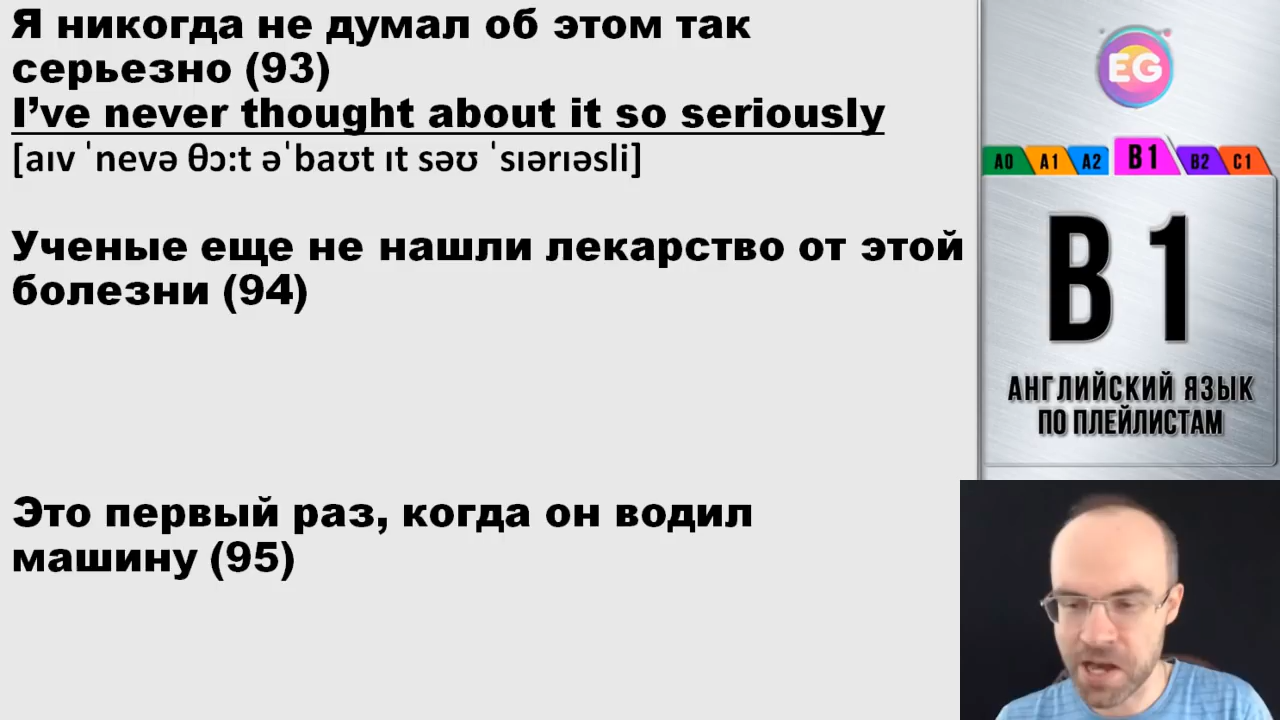 Я никогда не думал об этом так
серьезно (93)
I’ve never thought about it so seriously
[aɪv ˈnevə θɔ:t əˈbaʊt ɪt səʊ ˈsɪərɪəsli]
Ученые еще не нашли лекарство от этой
болезни (94)
Это первый раз, когда он водил
машину (95)
EG
A0 A1 A2 B1 B2 C1
B1
АНГЛИЙСКИЙ ЯЗЫК
ПО ПЛЕЙЛИСТАМ